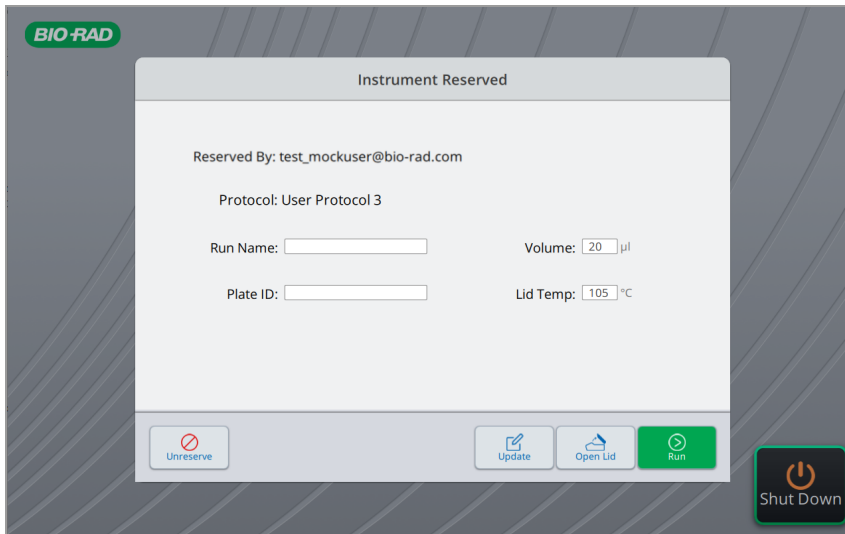 BIO-RAD
Instrument Reserved
Reserved By: test_mockuser@bio-rad.com
Protocol: User Protocol 3
Run Name:
Volume: 20 µl
Plate ID:
Lid Temp: 105 °C
Unreserve
Update
Open Lid
Run
Shut Down